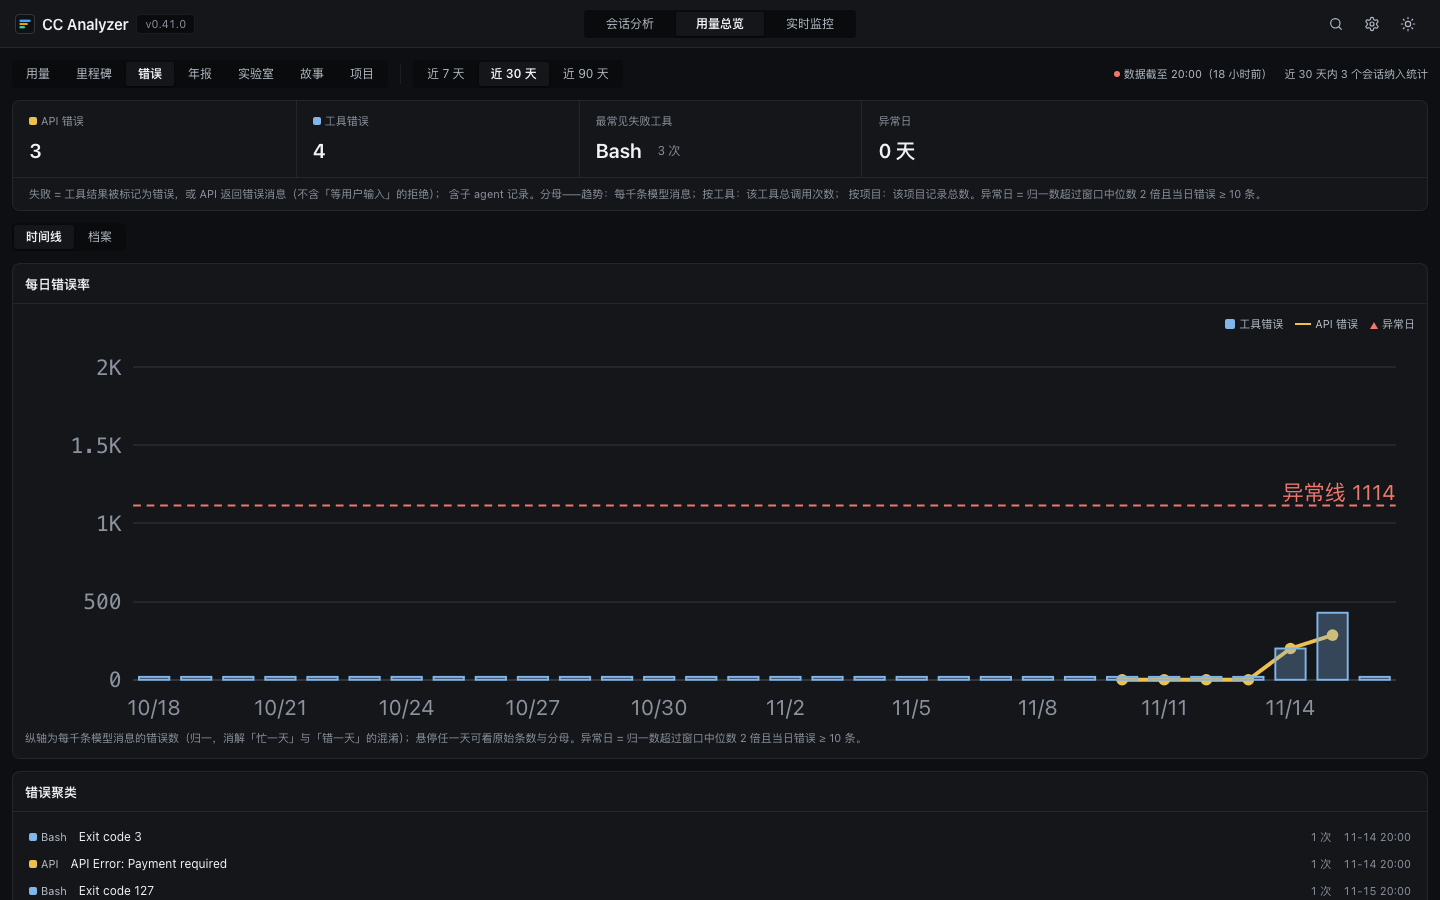 CC Analyzer v0.41.0 会话分析 用量总览 实时监控
用量 里程碑 错误 年报 实验室 故事 项目 近 7 天 近 30 天 近 90 天 数据截至 20:00（18 小时前） 近 30 天内 3 个会话纳入统计
API 错误 工具错误 最常见失败工具 异常日
3 4 Bash 3 次 0 天
失败 = 工具结果被标记为错误，或 API 返回错误消息（不含「等用户输入」的拒绝）；含子 agent 记录。分母——趋势：每千条模型消息；按工具：该工具总调用次数；按项目：该项目记录总数。异常日 = 归一数超过窗口中位数 2 倍且当日错误 ≥ 10 条。
时间线 档案
每日错误率
工具错误 API 错误 异常日
2K
1.5K
异常线 1114
1K
500
0
10/18 10/21 10/24 10/27 10/30 11/2 11/5 11/8 11/11 11/14
纵轴为每千条模型消息的错误数（归一，消解「忙一天」与「错一天」的混淆）；悬停任一天可看原始条数与分母。异常日 = 归一数超过窗口中位数 2 倍且当日错误 ≥ 10 条。
错误聚类
Bash Exit code 3 1 次 11-14 20:00
API API Error: Payment required 1 次 11-14 20:00
Bash Exit code 127 1 次 11-15 20:00